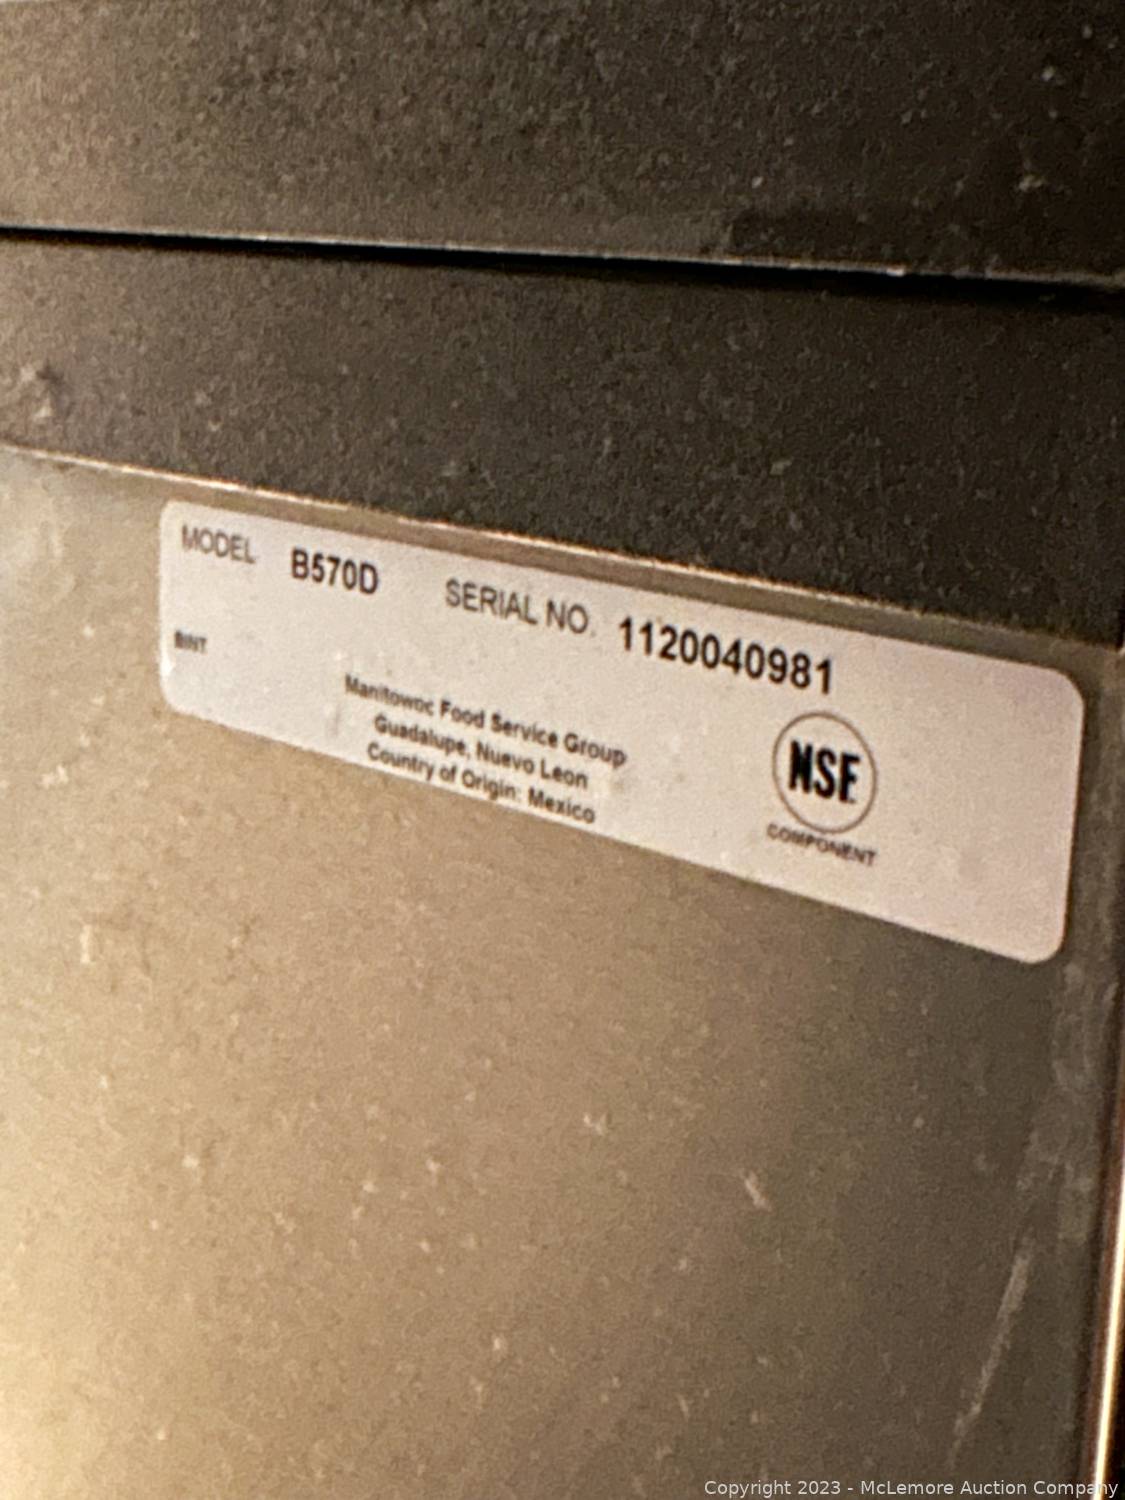 MODEL B570D SERIAL NO. 1120040981
BINT
Manitowoc Food Service Group
Guadalupe, Nuevo Leon
Country of Origin: Mexico
NSF.
COMPONENT
Copyright 2023 - McLemore Auction Company